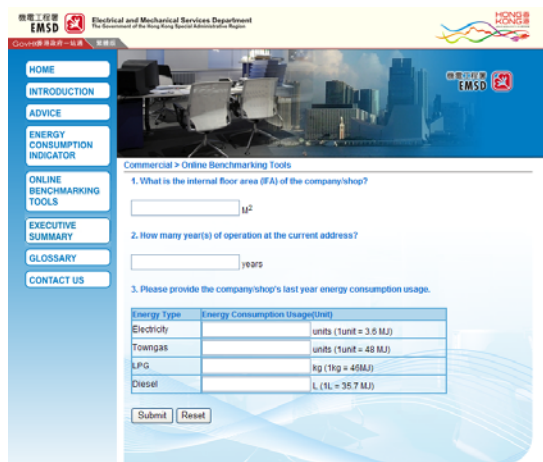 機電工程署
EMSD
Electrical and Mechanical Services Department
The Government of the Hong Kong Special Administrative Region
HONG
KONG
GovHK香港政府一站通
繁體版
HOME
INTRODUCTION
ADVICE
ENERGY
CONSUMPTION
INDICATOR
ONLINE
BENCHMARKING
TOOLS
EXECUTIVE
SUMMARY
GLOSSARY
CONTACT US
機電工程署
EMSD
Commercial > Online Benchmarking Tools
1. What is the internal floor area (IFA) of the company/shop?
M2
2. How many year(s) of operation at the current address?
years
3. Please provide the company/shop's last year energy consumption usage.
Energy Type Energy Consumption Usage(Unit)
Electricity units (1unit = 3.6 MJ)
Towngas units (1unit = 48 MJ)
LPG kg (1kg = 46MJ)
Diesel L (1L = 35.7 MJ)
Submit Reset